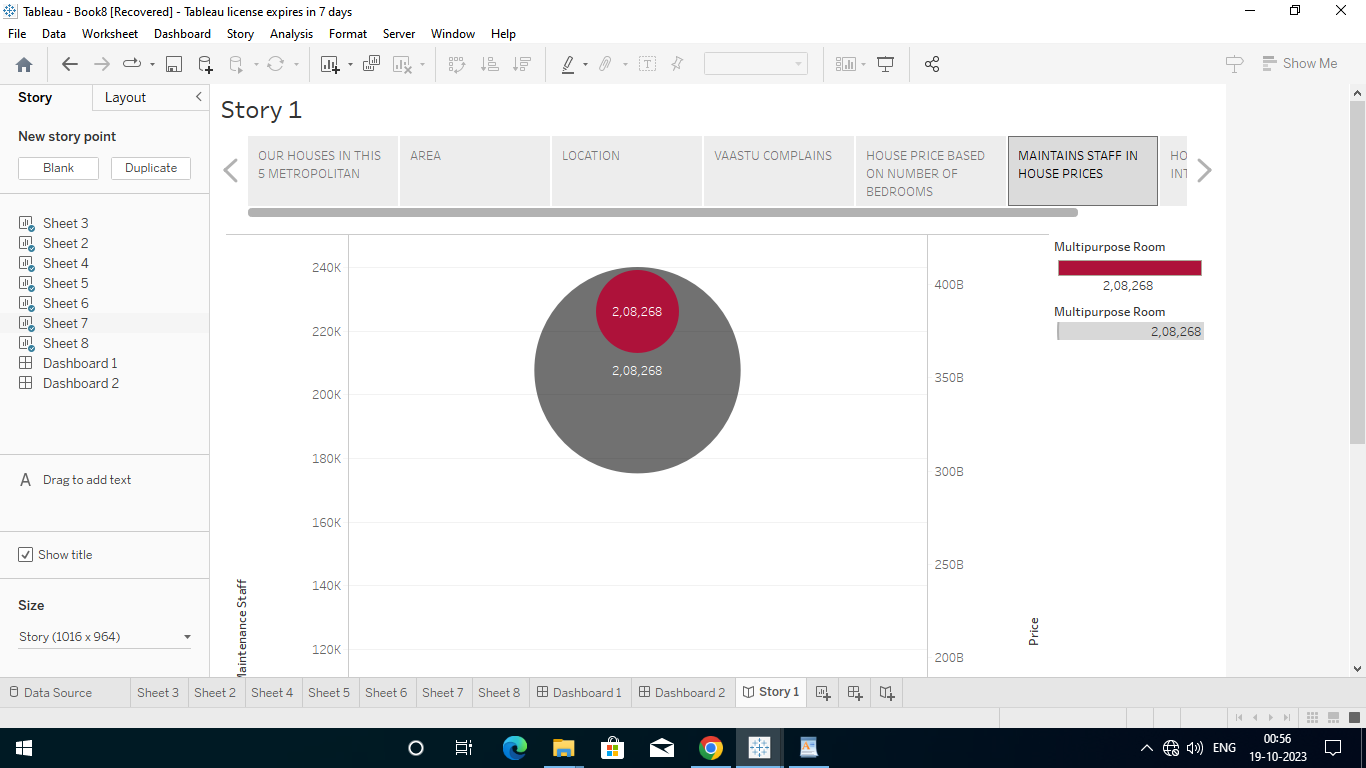 Tableau - Book8 [Recovered] - Tableau license expires in 7 days
File Data Worksheet Dashboard Story Analysis Format Server Window Help
Show Me
Story Layout
New story point
Blank Duplicate
Sheet 3
Sheet 2
Sheet 4
Sheet 5
Sheet 6
Sheet 7
Sheet 8
Dashboard 1
Dashboard 2
A Drag to add text
Show title
Size
Story (1016 x 964)
Story 1
OUR HOUSES IN THIS
5 METROPOLITAN
AREA
LOCATION
VAASTU COMPLAINS
HOUSE PRICE BASED
ON NUMBER OF
BEDROOMS
MAINTAINS STAFF IN
HOUSE PRICES
HO
INT
240K
220K
200K
180K
160K
140K
120K
Maintenance Staff
2,08,268
2,08,268
400B
350B
300B
250B
200B
Price
Multipurpose Room
2,08,268
Multipurpose Room
2,08,268
Data Source Sheet 3 Sheet 2 Sheet 4 Sheet 5 Sheet 6 Sheet 7 Sheet 8 Dashboard 1 Dashboard 2 Story 1
ENG
00:56
19-10-2023